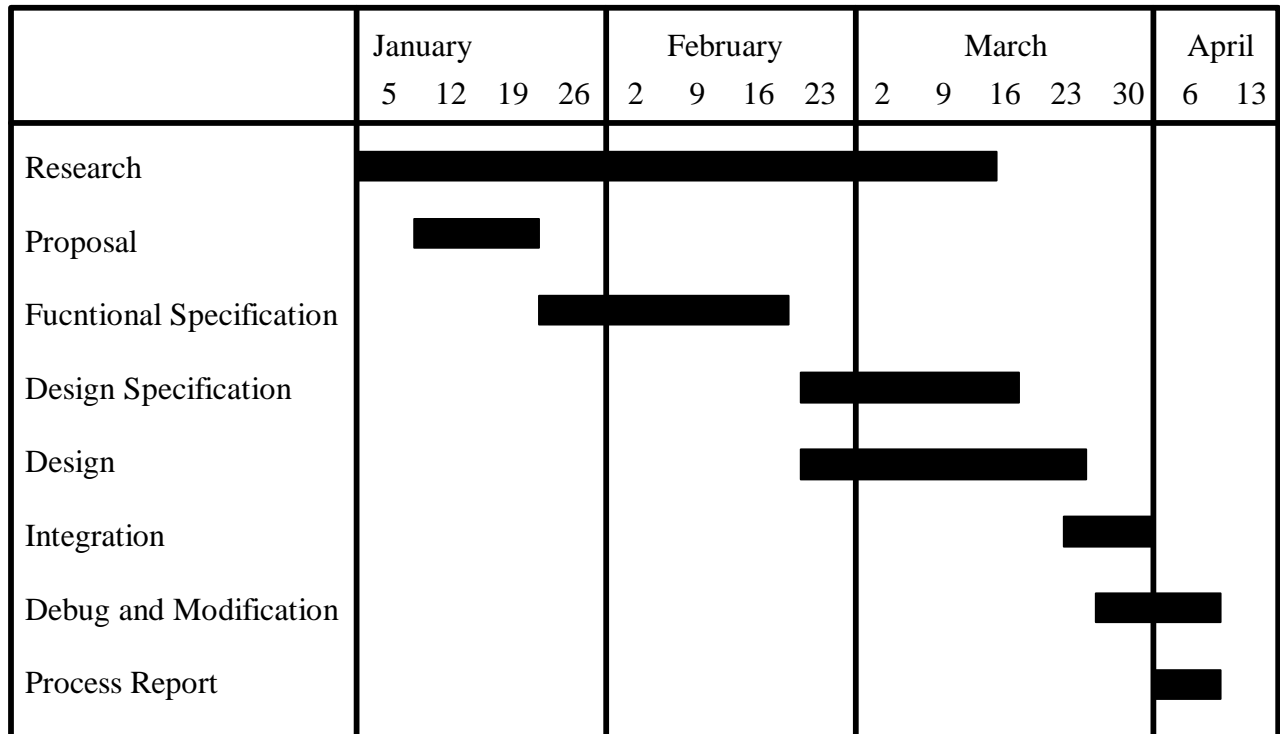 January February March April
5 12 19 26 2 9 16 23 2 9 16 23 30 6 13
Research
Proposal
Fucntional Specification
Design Specification
Design
Integration
Debug and Modification
Process Report